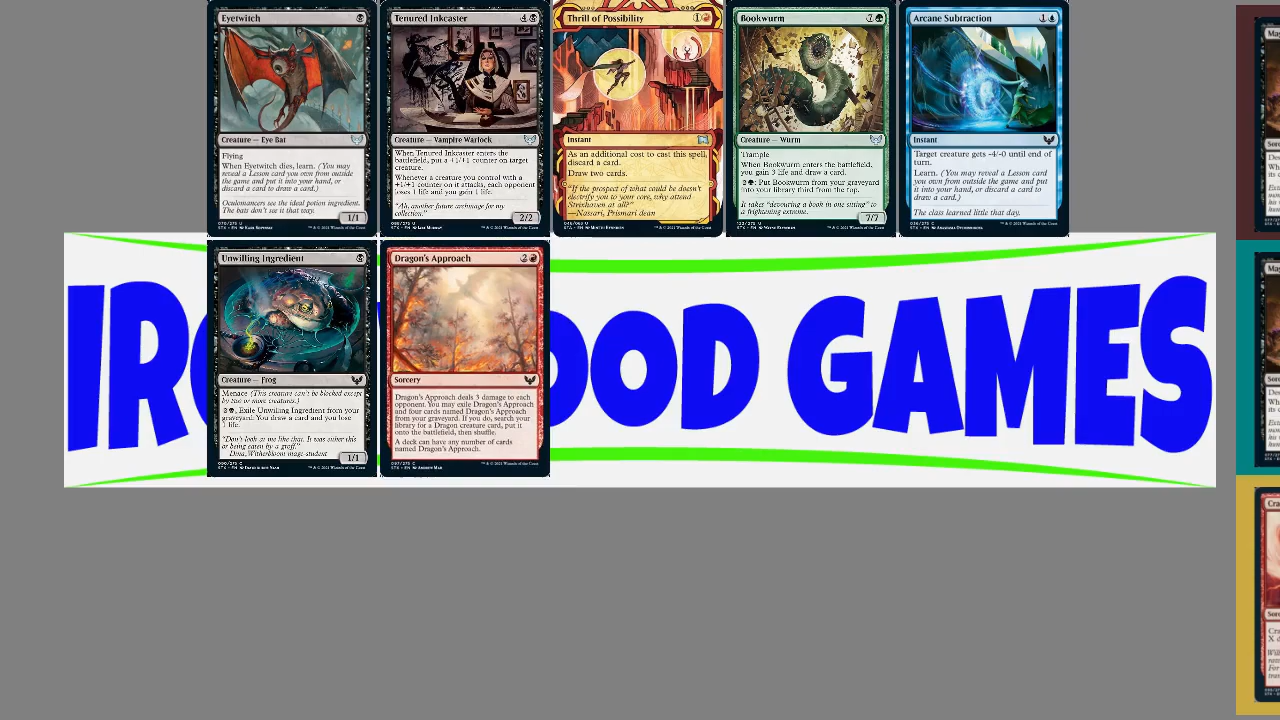 Eyetwitch
Creature — Eye Bat
Flying
When Eyetwitch dies, learn. (You may
reveal a Lesson card you own from outside
the game and put it into your hand, or
discard a card to draw a card.)
Oculomancers see the ideal potion ingredient.
The bats don't see it that way.
1/1
Tenured Inkcaster
4
Creature — Vampire Warlock
When Tenured Inkcaster enters the
battlefield, put a +1/+1 counter on target
creature.
Whenever a creature you control with a
+1/+1 counter on it attacks, each opponent
loses 1 life and you gain 1 life.
"Ah, another future archmage for my
collection."
2/2
Thrill of Possibility
1
Instant
As an additional cost to cast this spell,
discard a card.
Draw two cards.
"If the prospect of what could be doesn't
electrify you to your core, why attend
Strixhaven at all?"
—Nassari, Prismari dean
Bookwurm
7
Creature — Wurm
Trample
When Bookwurm enters the battlefield,
you gain 3 life and draw a card.
2: Put Bookwurm from your graveyard
into your library third from the top.
It takes "devouring a book in one sitting" to
a frightening extreme.
7/7
Arcane Subtraction
1
Instant
Target creature gets -4/-0 until end of
turn.
Learn. (You may reveal a Lesson card
you own from outside the game and put
it into your hand, or discard a card to
draw a card.)
The class learned little that day.
Unwilling Ingredient
Creature — Frog
Menace (This creature can't be blocked except
by two or more creatures.)
2, Exile Unwilling Ingredient from your
graveyard: You draw a card and you lose
1 life.
"Don't look at me like that. It was either this
or being eaten by a groff."
Dina, Witherbloom mage-student
1/1
Dragon's Approach
2
Sorcery
Dragon's Approach deals 3 damage to each
opponent. You may exile Dragon's Approach
and four cards named Dragon's Approach
from your graveyard. If you do, search your
library for a Dragon creature card, put it
onto the battlefield, then shuffle.
A deck can have any number of cards
named Dragon's Approach.
OOD GAMES